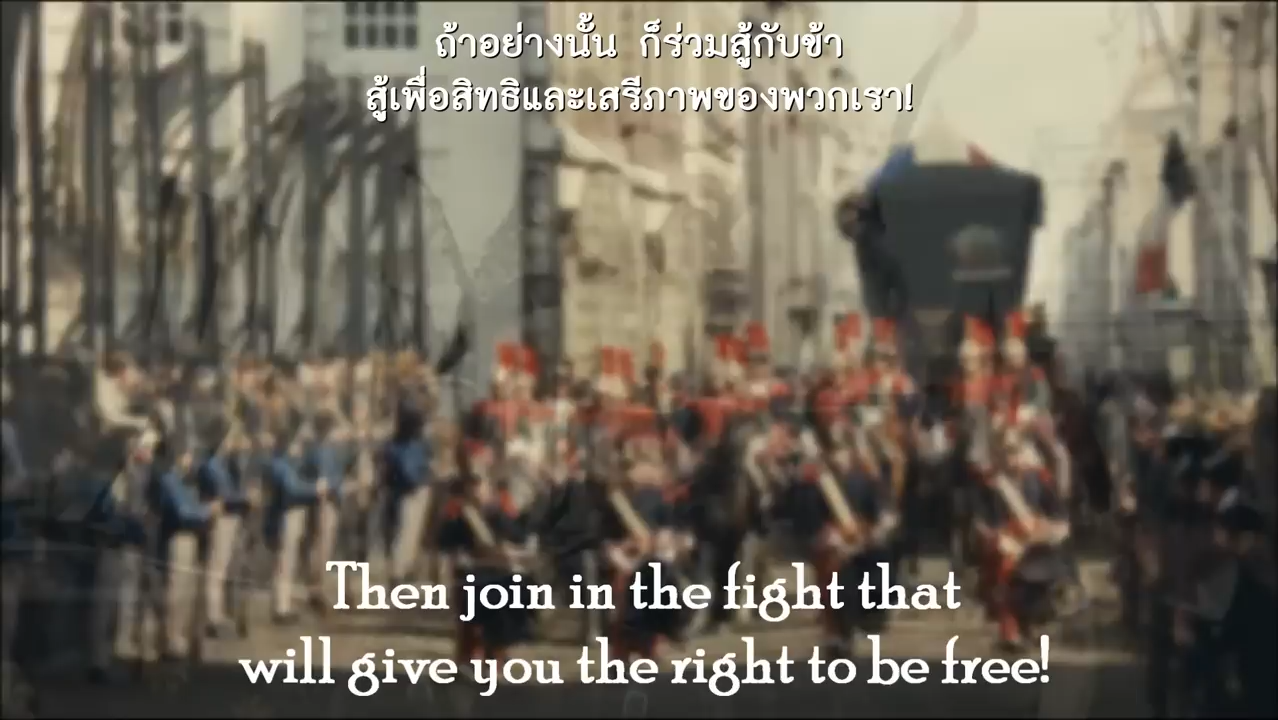 ถ้าอย่างนั้น ก็ร่วมสู้กับข้า
สู้เพื่อสิทธิและเสรีภาพของพวกเรา!
Then join in the fight that
will give you the right to be free!